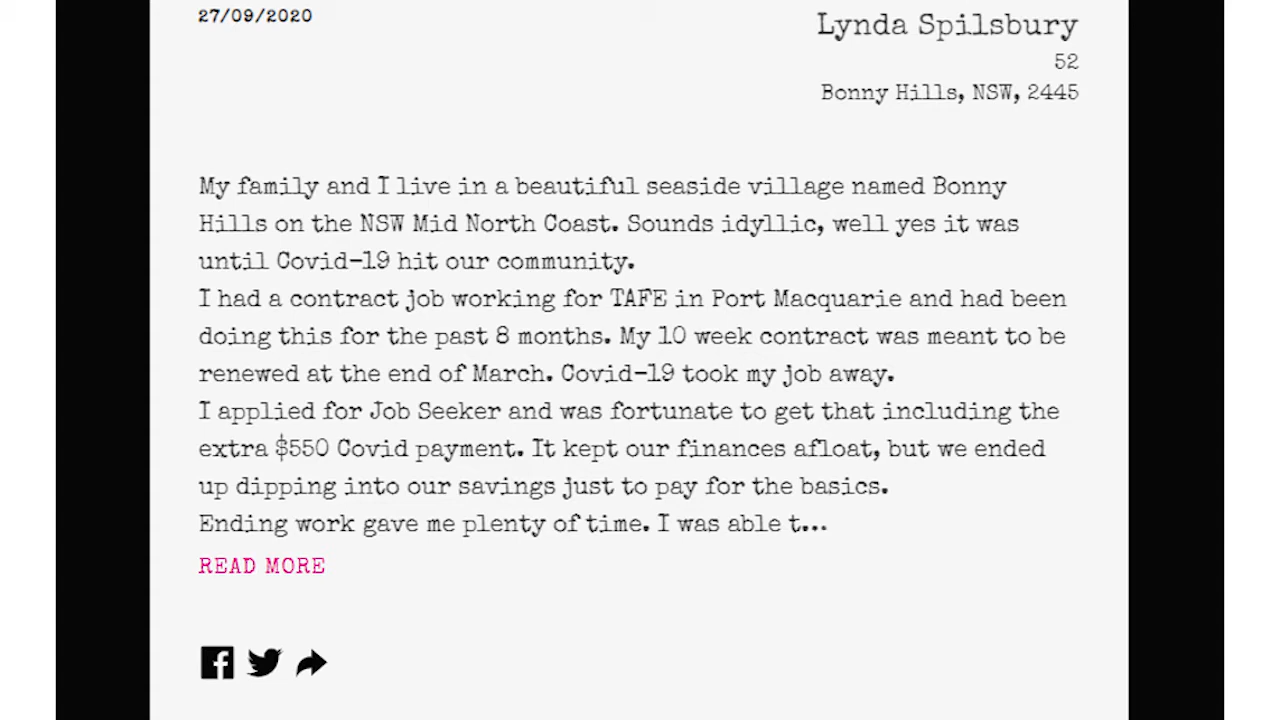 27/09/2020
Lynda Spilsbury
52
Bonny Hills, NSW, 2445
My family and I live in a beautiful seaside village named Bonny
Hills on the NSW Mid North Coast. Sounds idyllic, well yes it was
until Covid-19 hit our community.
I had a contract job working for TAFE in Port Macquarie and had been
doing this for the past 8 months. My 10 week contract was meant to be
renewed at the end of March. Covid-19 took my job away.
I applied for Job Seeker and was fortunate to get that including the
extra $550 Covid payment. It kept our finances afloat, but we ended
up dipping into our savings just to pay for the basics.
Ending work gave me plenty of time. I was able t...
READ MORE